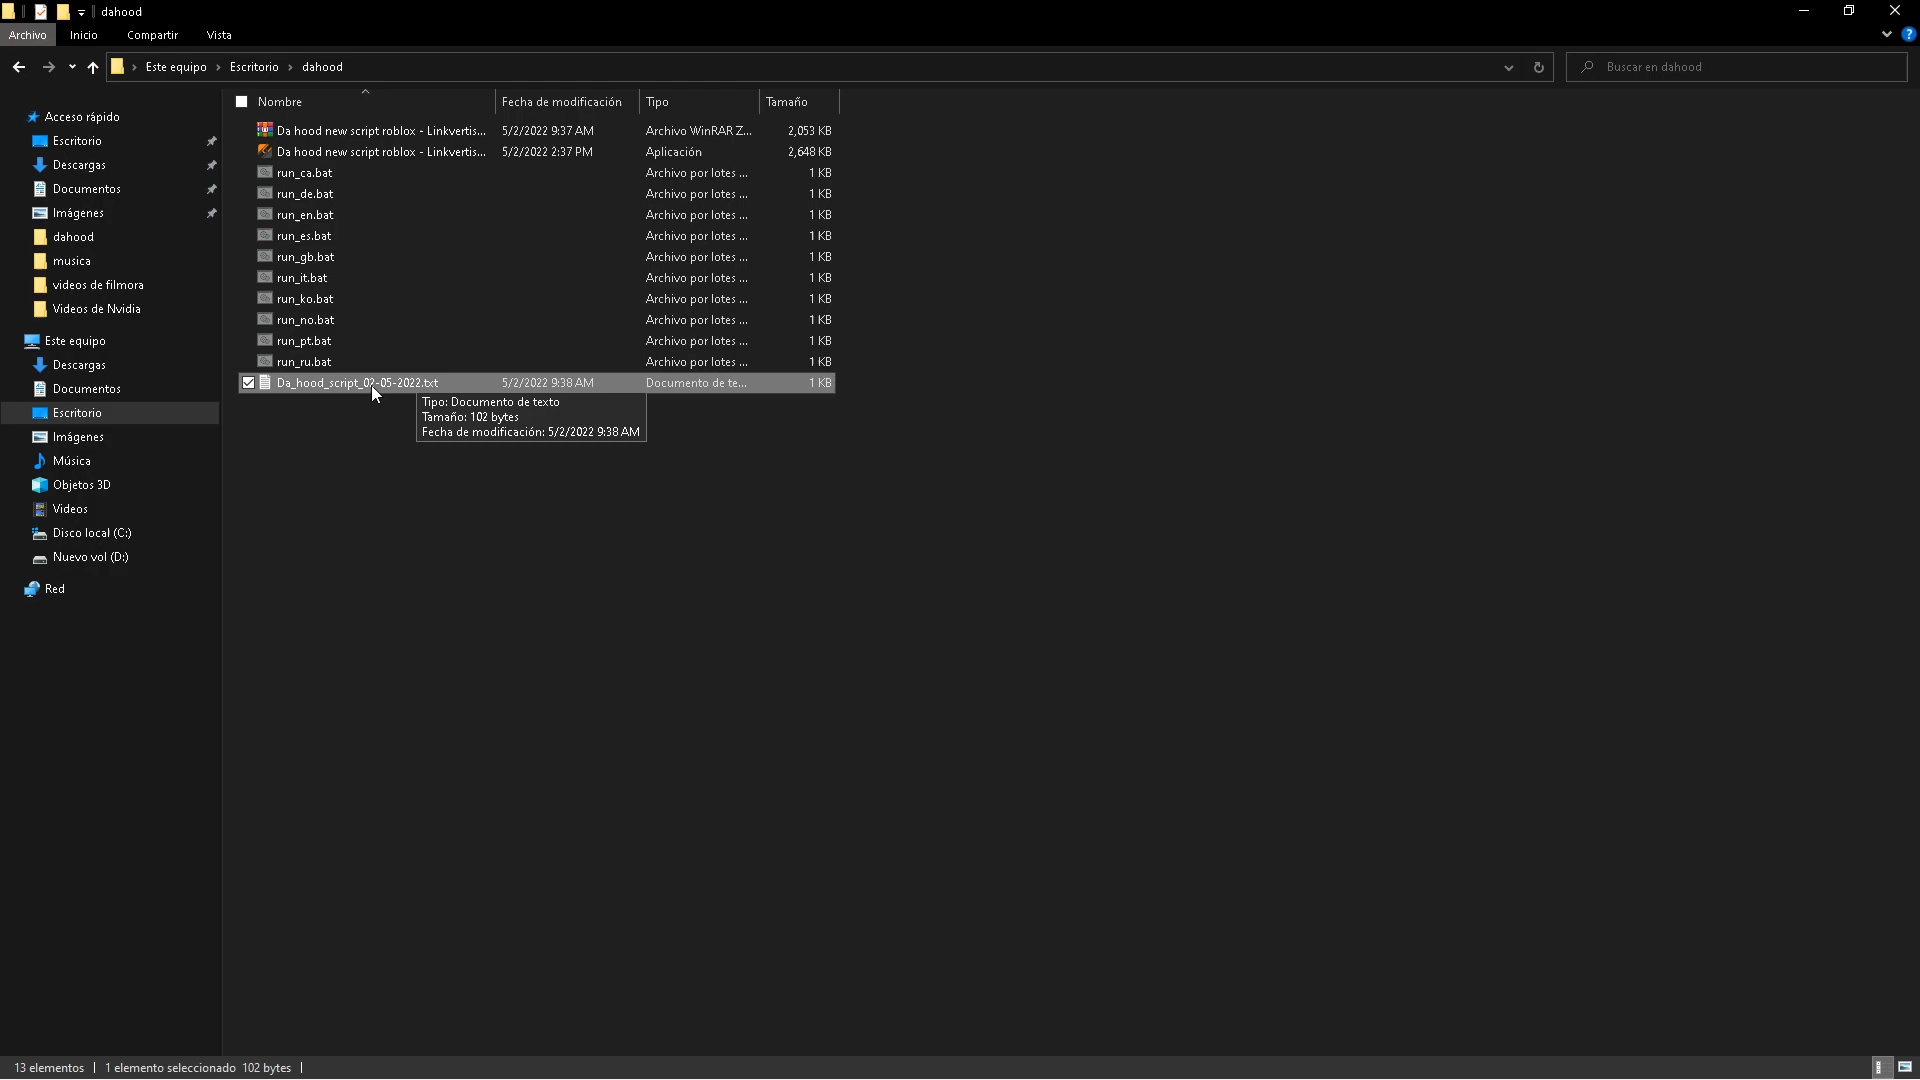 dahood
Archivo Inicio Compartir Vista
Este equipo Escritorio dahood
Buscar en dahood
Nombre Fecha de modificación Tipo Tamaño
Acceso rápido
Escritorio
Descargas
Documentos
Imágenes
dahood
musica
videos de filmora
Videos de Nvidia
Este equipo
Descargas
Documentos
Escritorio
Imágenes
Música
Objetos 3D
Videos
Disco local (C:)
Nuevo vol (D:)
Red
Da hood new script roblox - Linkvertis... 5/2/2022 9:37 AM Archivo WinRAR Z... 2,053 KB
Da hood new script roblox - Linkvertis... 5/2/2022 2:37 PM Aplicación 2,648 KB
run_ca.bat Archivo por lotes ... 1 KB
run_de.bat Archivo por lotes ... 1 KB
run_en.bat Archivo por lotes ... 1 KB
run_es.bat Archivo por lotes ... 1 KB
run_gb.bat Archivo por lotes ... 1 KB
run_it.bat Archivo por lotes ... 1 KB
run_ko.bat Archivo por lotes ... 1 KB
run_no.bat Archivo por lotes ... 1 KB
run_pt.bat Archivo por lotes ... 1 KB
run_ru.bat Archivo por lotes ... 1 KB
Da_hood_script_02-05-2022.txt 5/2/2022 9:38 AM Documento de te... 1 KB
Tipo: Documento de texto
Tamaño: 102 bytes
Fecha de modificación: 5/2/2022 9:38 AM
13 elementos 1 elemento seleccionado 102 bytes